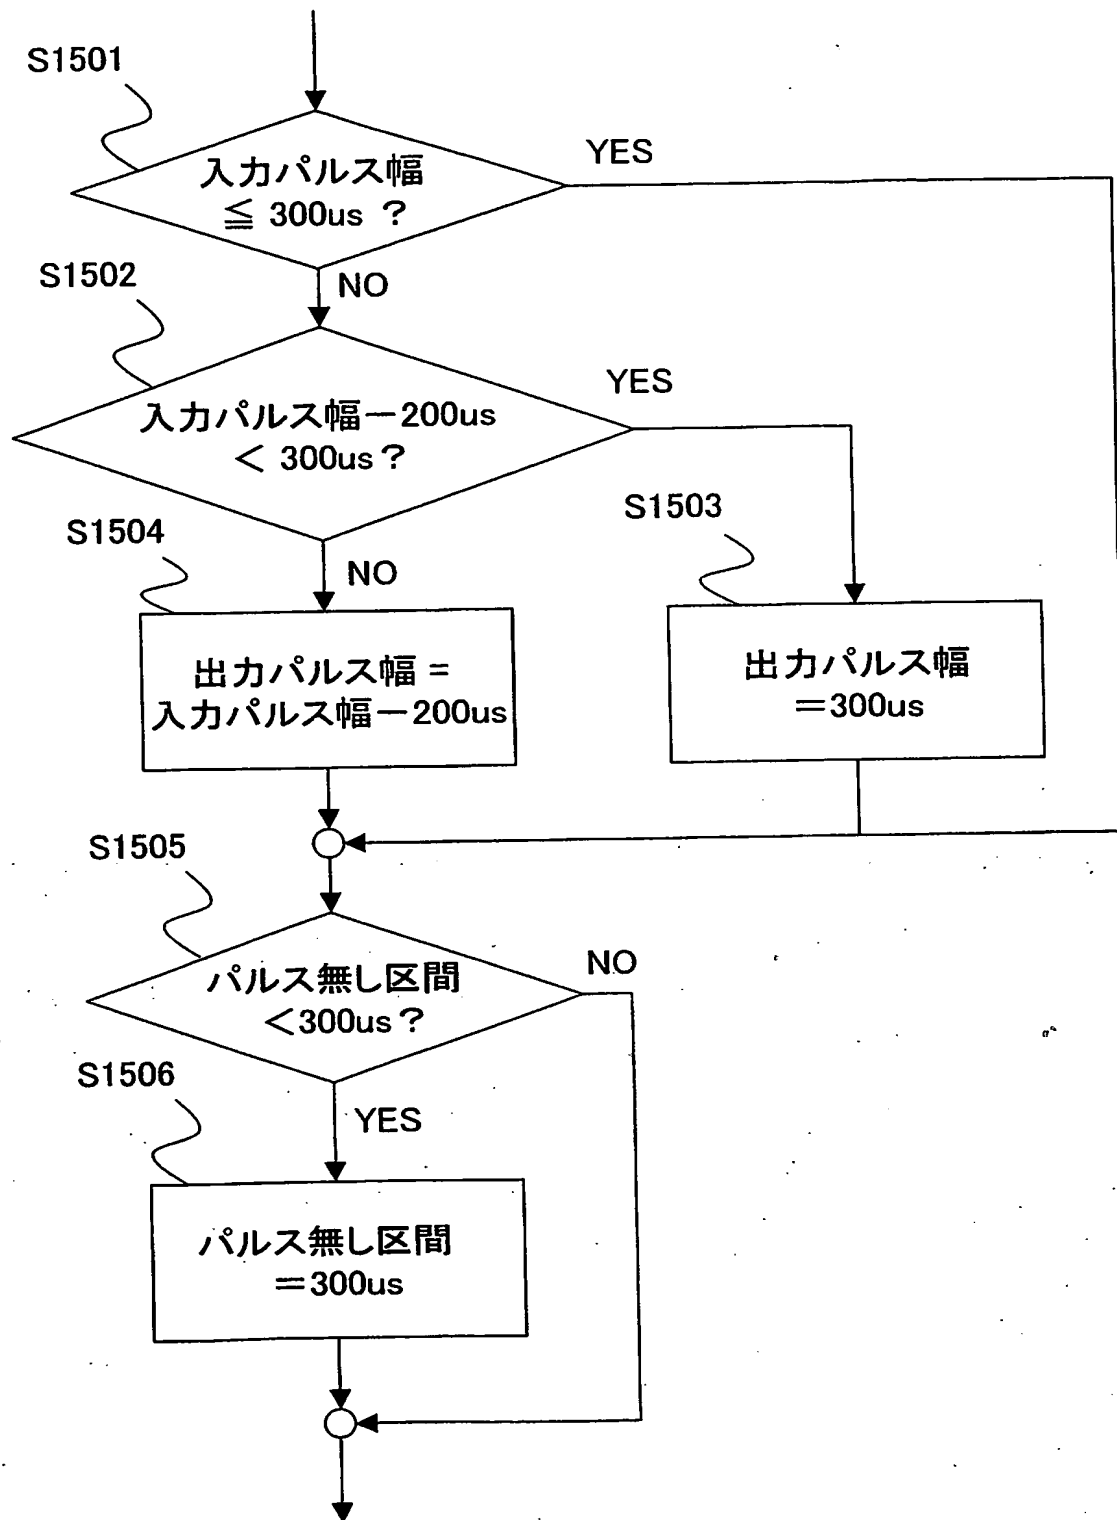 S1501
入力パルス幅
≦ 300us ?
YES
NO
S1502
入力パルス幅－200us
＜ 300us?
YES
NO
S1503
出力パルス幅
＝300us
S1504
出力パルス幅 =
入力パルス幅－200us
S1505
パルス無し区間
＜300us?
NO
YES
S1506
パルス無し区間
＝300us